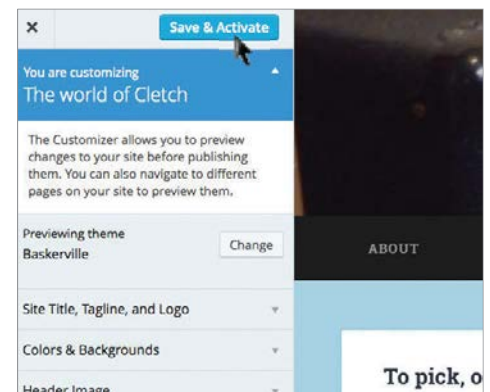 ×
Save & Activate
You are customizing
The world of Cletch
The Customizer allows you to preview
changes to your site before publishing
them. You can also navigate to different
pages on your site to preview them.
Previewing theme
Baskerville
Change
Site Title, Tagline, and Logo
Colors & Backgrounds
Header Image
ABOUT
To pick, o